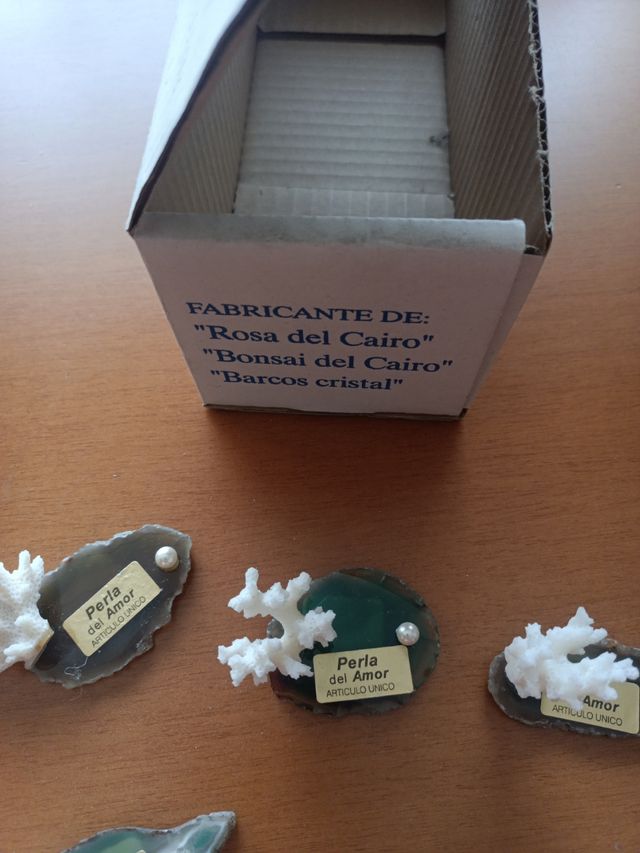 FABRICANTE DE:
"Rosa del Cairo"
"Bonsai del Cairo"
"Barcos cristal"
Perla
del Amor
ARTICULO UNICO
Perla
del Amor
ARTICULO UNICO
Amor
ARTICULO UNICO